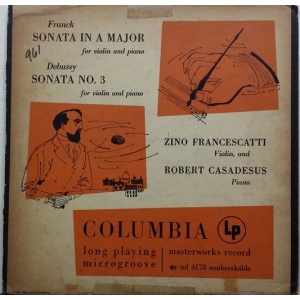 Franck
SONATA IN A MAJOR
for violin and piano
961
Debussy
SONATA NO. 3
for violin and piano
ZINO FRANCESCATTI
Violin, and
ROBERT CASADESUS
Piano
COLUMBIA LP
long playing
microgroove
masterworks record
ml 4178 nonbreakable